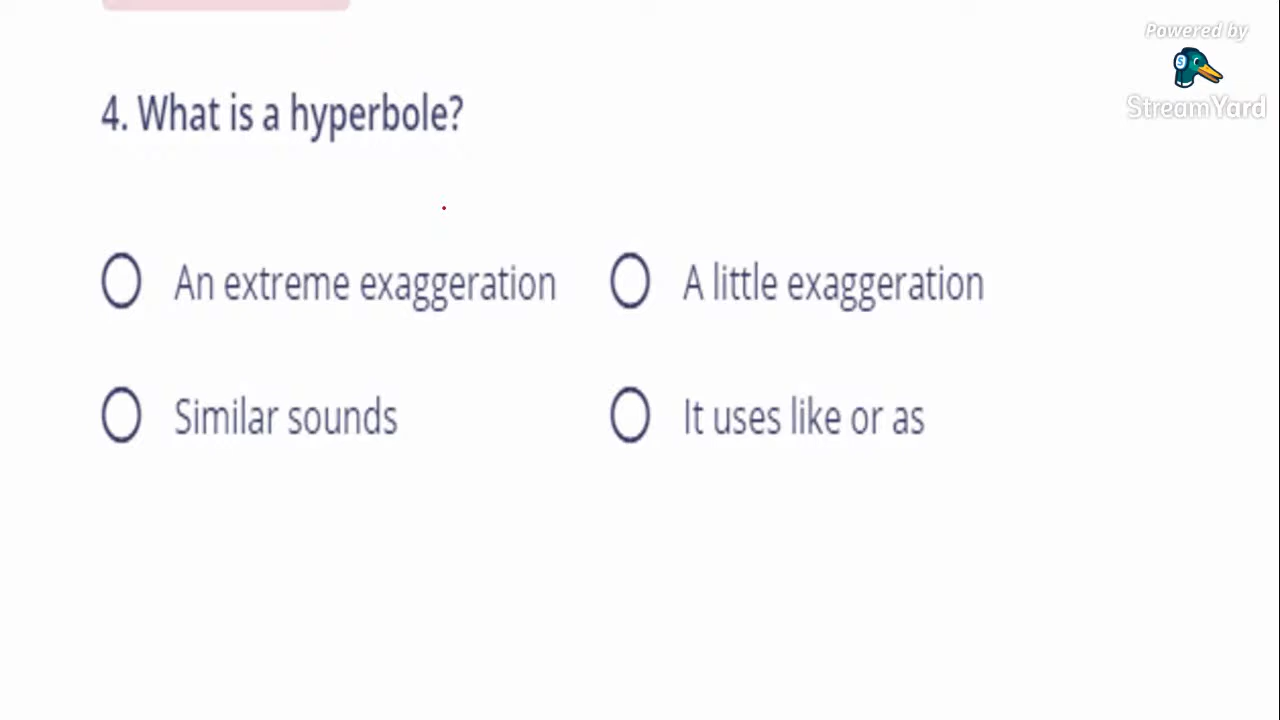 Powered by
StreamYard
4. What is a hyperbole?
An extreme exaggeration
A little exaggeration
Similar sounds
It uses like or as